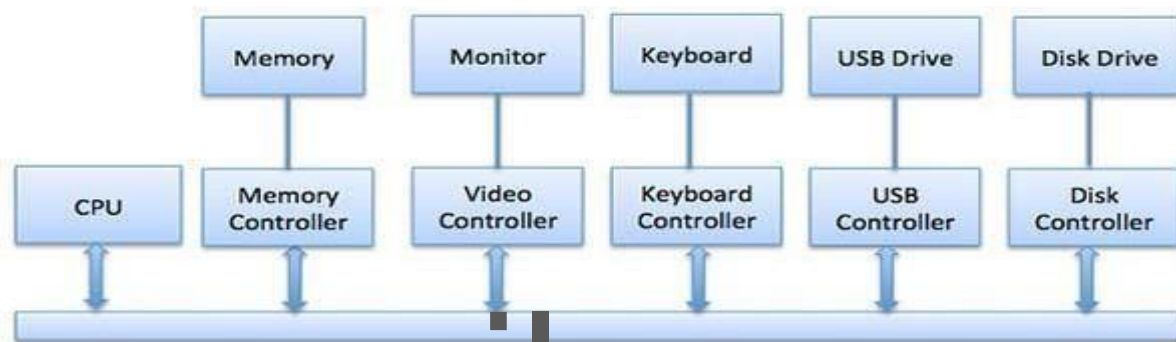 Memory
Monitor
Keyboard
USB Drive
Disk Drive
CPU
Memory
Controller
Video
Controller
Keyboard
Controller
USB
Controller
Disk
Controller